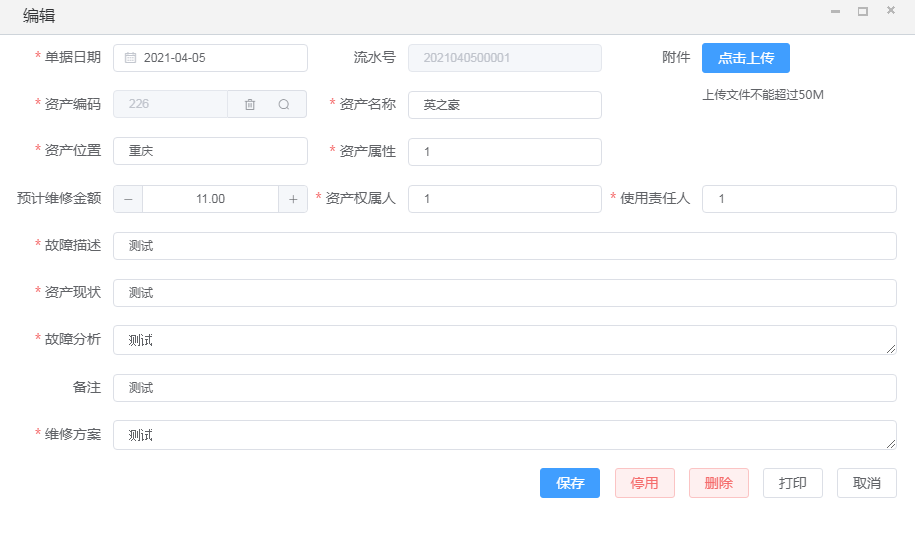 编辑
* 单据日期 2021-04-05 流水号 2021040500001 附件 点击上传
上传文件不能超过50M
* 资产编码 226 * 资产名称 英之豪
* 资产位置 重庆 * 资产属性 1
预计维修金额 − 11.00 + * 资产权属人 1 * 使用责任人 1
* 故障描述 测试
* 资产现状 测试
* 故障分析 测试
备注 测试
* 维修方案 测试
保存 停用 删除 打印 取消